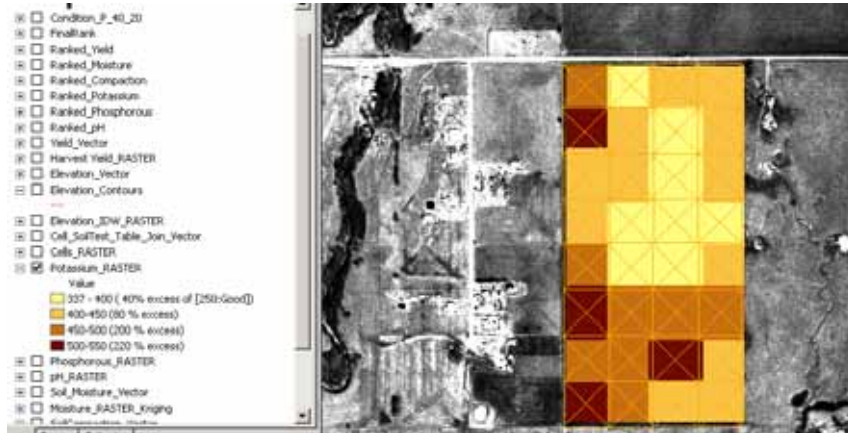 Condition_P_40_20
FinalRank
Ranked_Yield
Ranked_Moisture
Ranked_Compaction
Ranked_Potassium
Ranked_Phosphorous
Ranked_pH
Yield_Vector
Harvest Yield_RASTER
Elevation_Vector
Elevation_Contours
Elevation_IDW_RASTER
Cell_SoilTest_Table_Join_Vector
Cells_RASTER
Potassium_RASTER
Value
337 - 400 ( 40% excess of [250:Good])
400-450 (80 % excess)
450-500 (200 % excess)
500-550 (220 % excess)
Phosphorous_RASTER
pH_RASTER
Soil_Moisture_Vector
Moisture_RASTER_Kriging